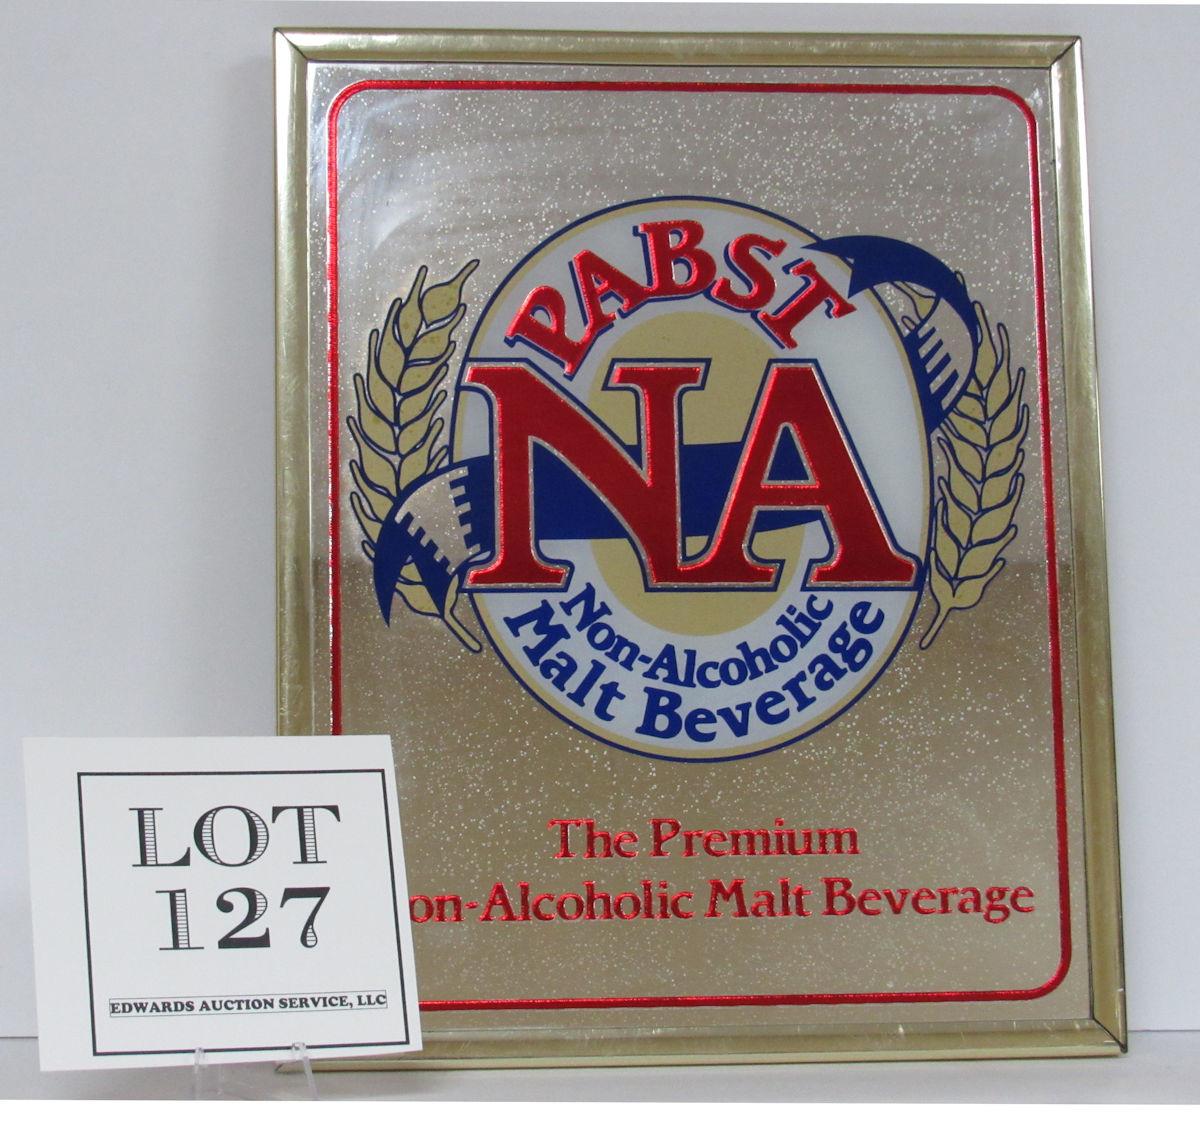 PABST
NA
Non-Alcoholic
Malt Beverage
The Premium
on-Alcoholic Malt Beverage
LOT
127
EDWARDS AUCTION SERVICE, LLC